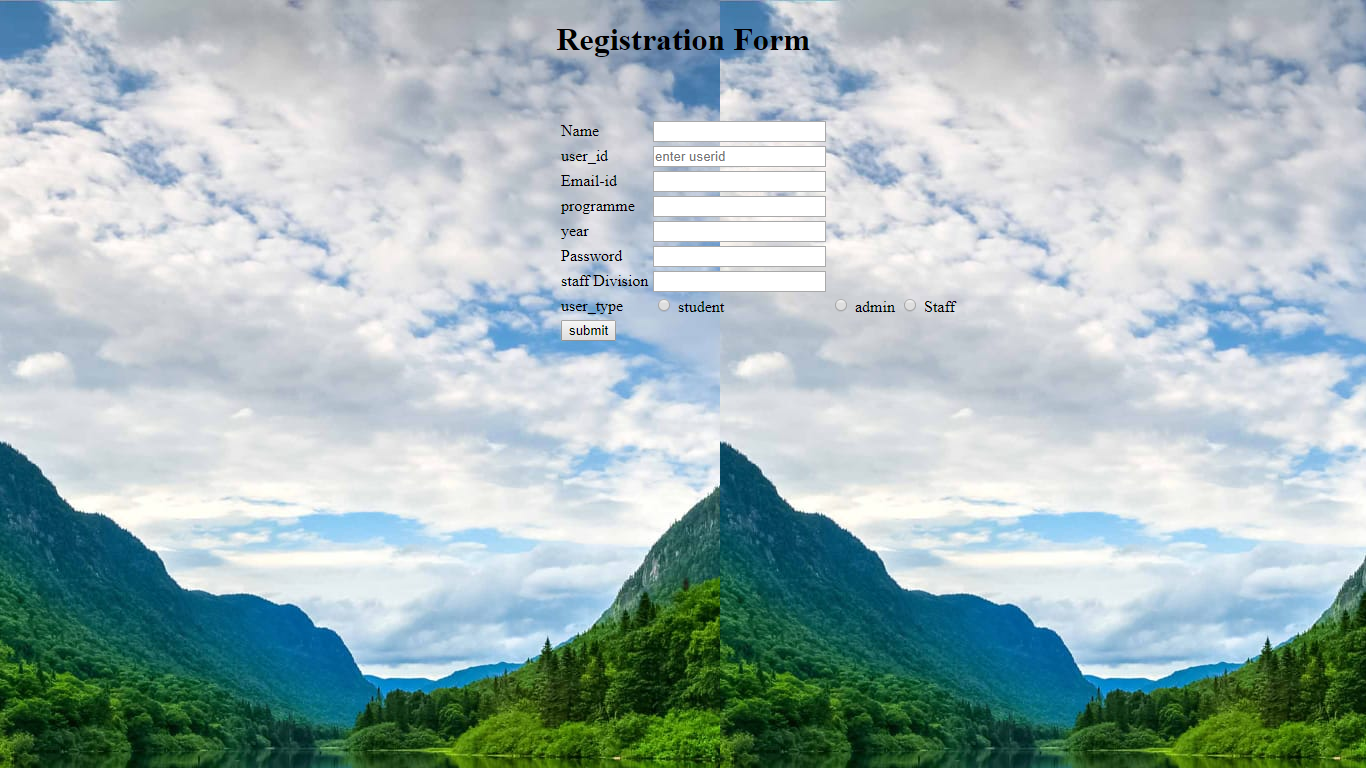 Registration Form
Name
user_id enter userid
Email-id
programme
year
Password
staff Division
user_type student admin Staff
submit